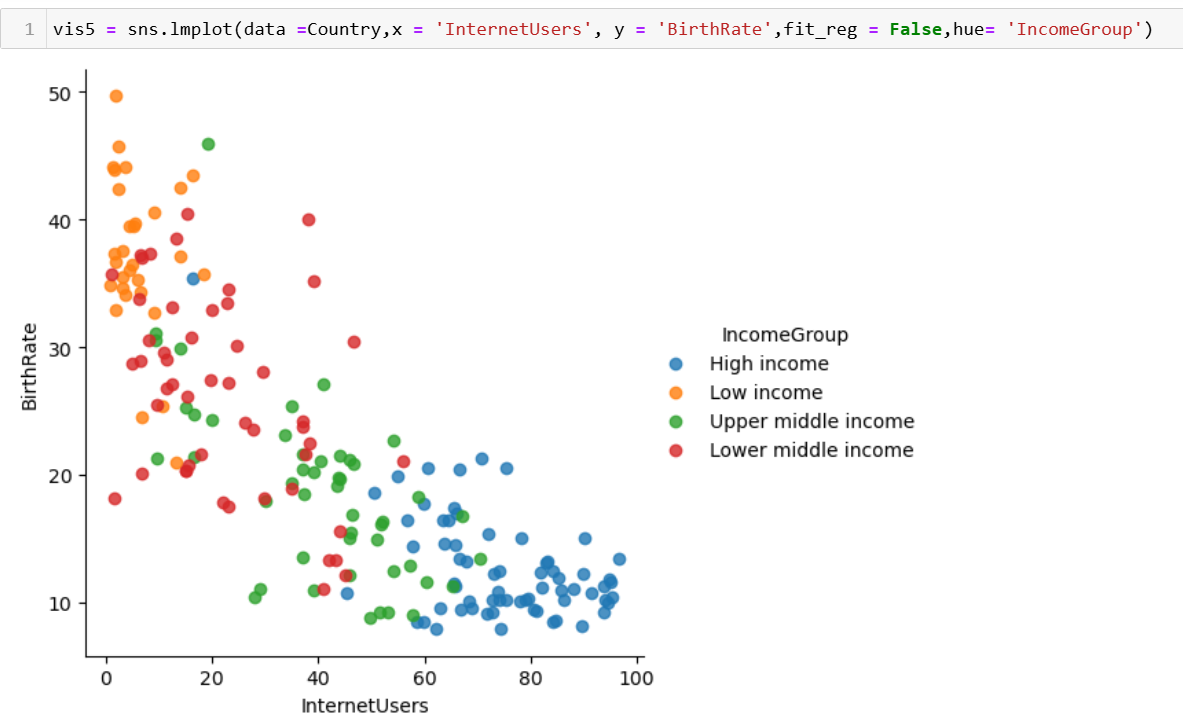 1 vis5 = sns.lmplot(data =Country,x = 'InternetUsers', y = 'BirthRate',fit_reg = False,hue= 'IncomeGroup')
50
40
30
20
10
BirthRate
0 20 40 60 80 100
InternetUsers
IncomeGroup
High income
Low income
Upper middle income
Lower middle income